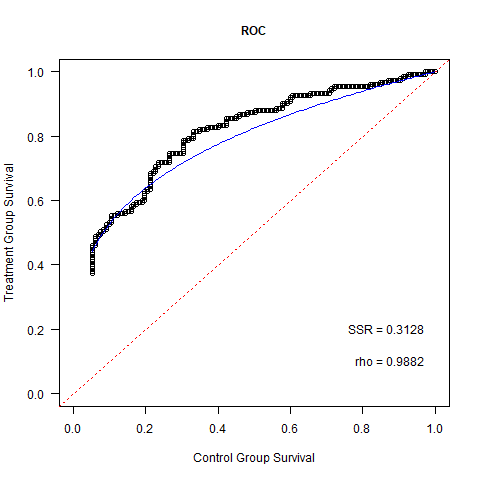 ROC
Treatment Group Survival
1.0
0.8
0.6
0.4
0.2
0.0
SSR = 0.3128
rho = 0.9882
0.0 0.2 0.4 0.6 0.8 1.0
Control Group Survival